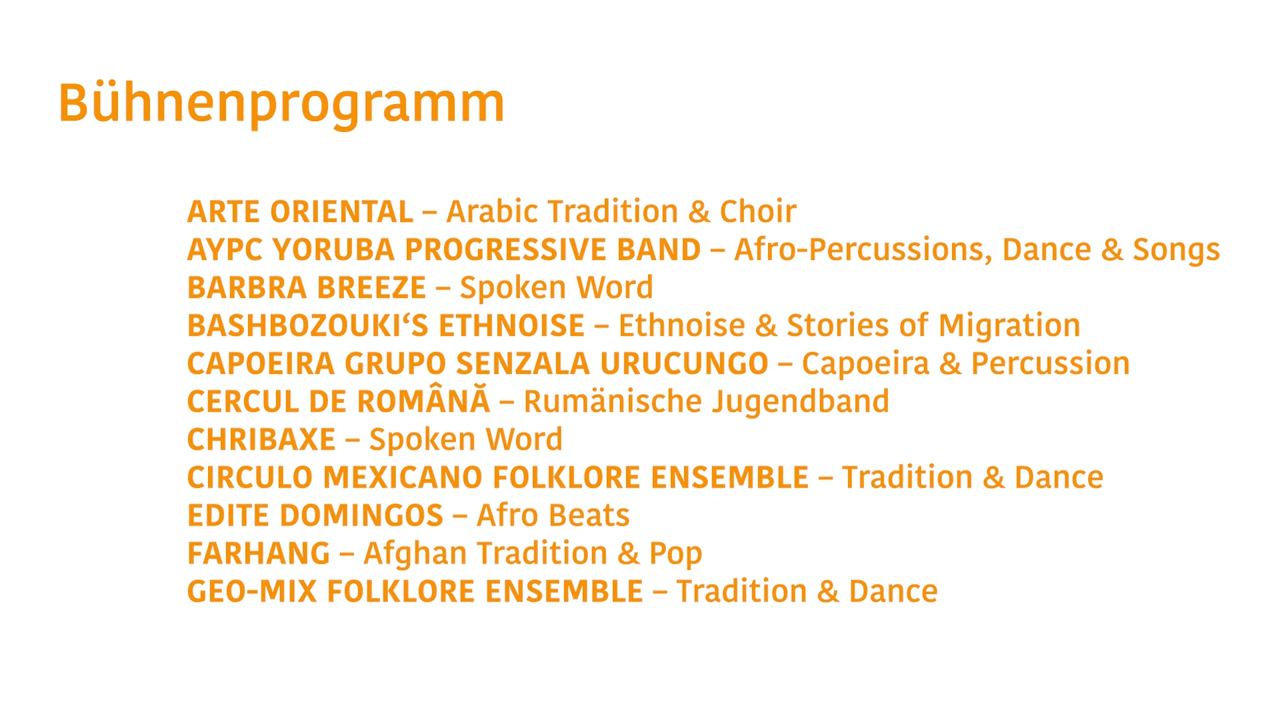 Bühnenprogramm
ARTE ORIENTAL – Arabic Tradition & Choir
AYPC YORUBA PROGRESSIVE BAND – Afro-Percussions, Dance & Songs
BARBRA BREEZE – Spoken Word
BASHBOZOUKI‘S ETHNOISE – Ethnoise & Stories of Migration
CAPOEIRA GRUPO SENZALA URUCUNGO – Capoeira & Percussion
CERCUL DE ROMÂNĂ – Rumänische Jugendband
CHRIBAXE – Spoken Word
CIRCULO MEXICANO FOLKLORE ENSEMBLE – Tradition & Dance
EDITE DOMINGOS – Afro Beats
FARHANG – Afghan Tradition & Pop
GEO-MIX FOLKLORE ENSEMBLE – Tradition & Dance